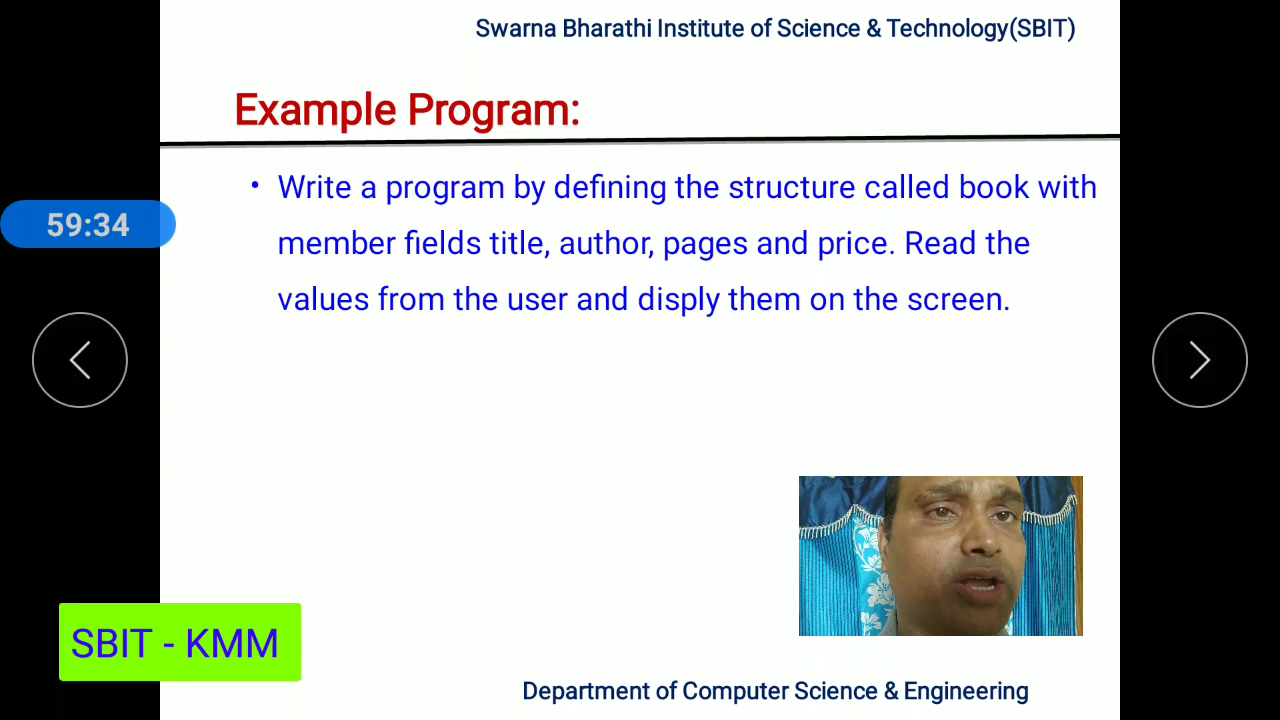 Swarna Bharathi Institute of Science & Technology(SBIT)
Example Program:
• Write a program by defining the structure called book with
member fields title, author, pages and price. Read the
59:34
values from the user and disply them on the screen.
SBIT - KMM
Department of Computer Science & Engineering